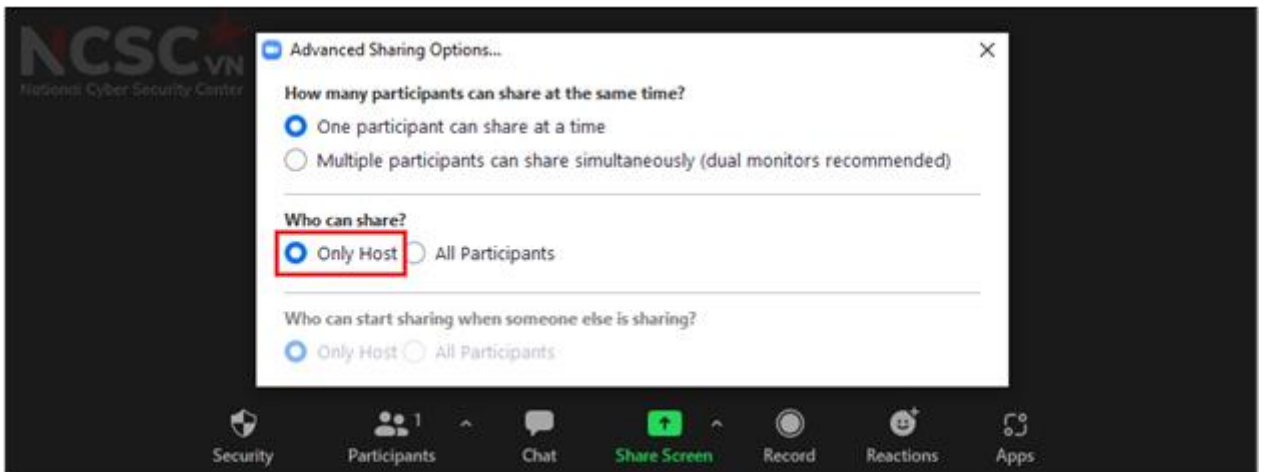 NCSC VN
National Cyber Security Center
Advanced Sharing Options...
How many participants can share at the same time?
One participant can share at a time
Multiple participants can share simultaneously (dual monitors recommended)
Who can share?
Only Host All Participants
Who can start sharing when someone else is sharing?
Only Host All Participants
1
Security Participants Chat Share Screen Record Reactions Apps